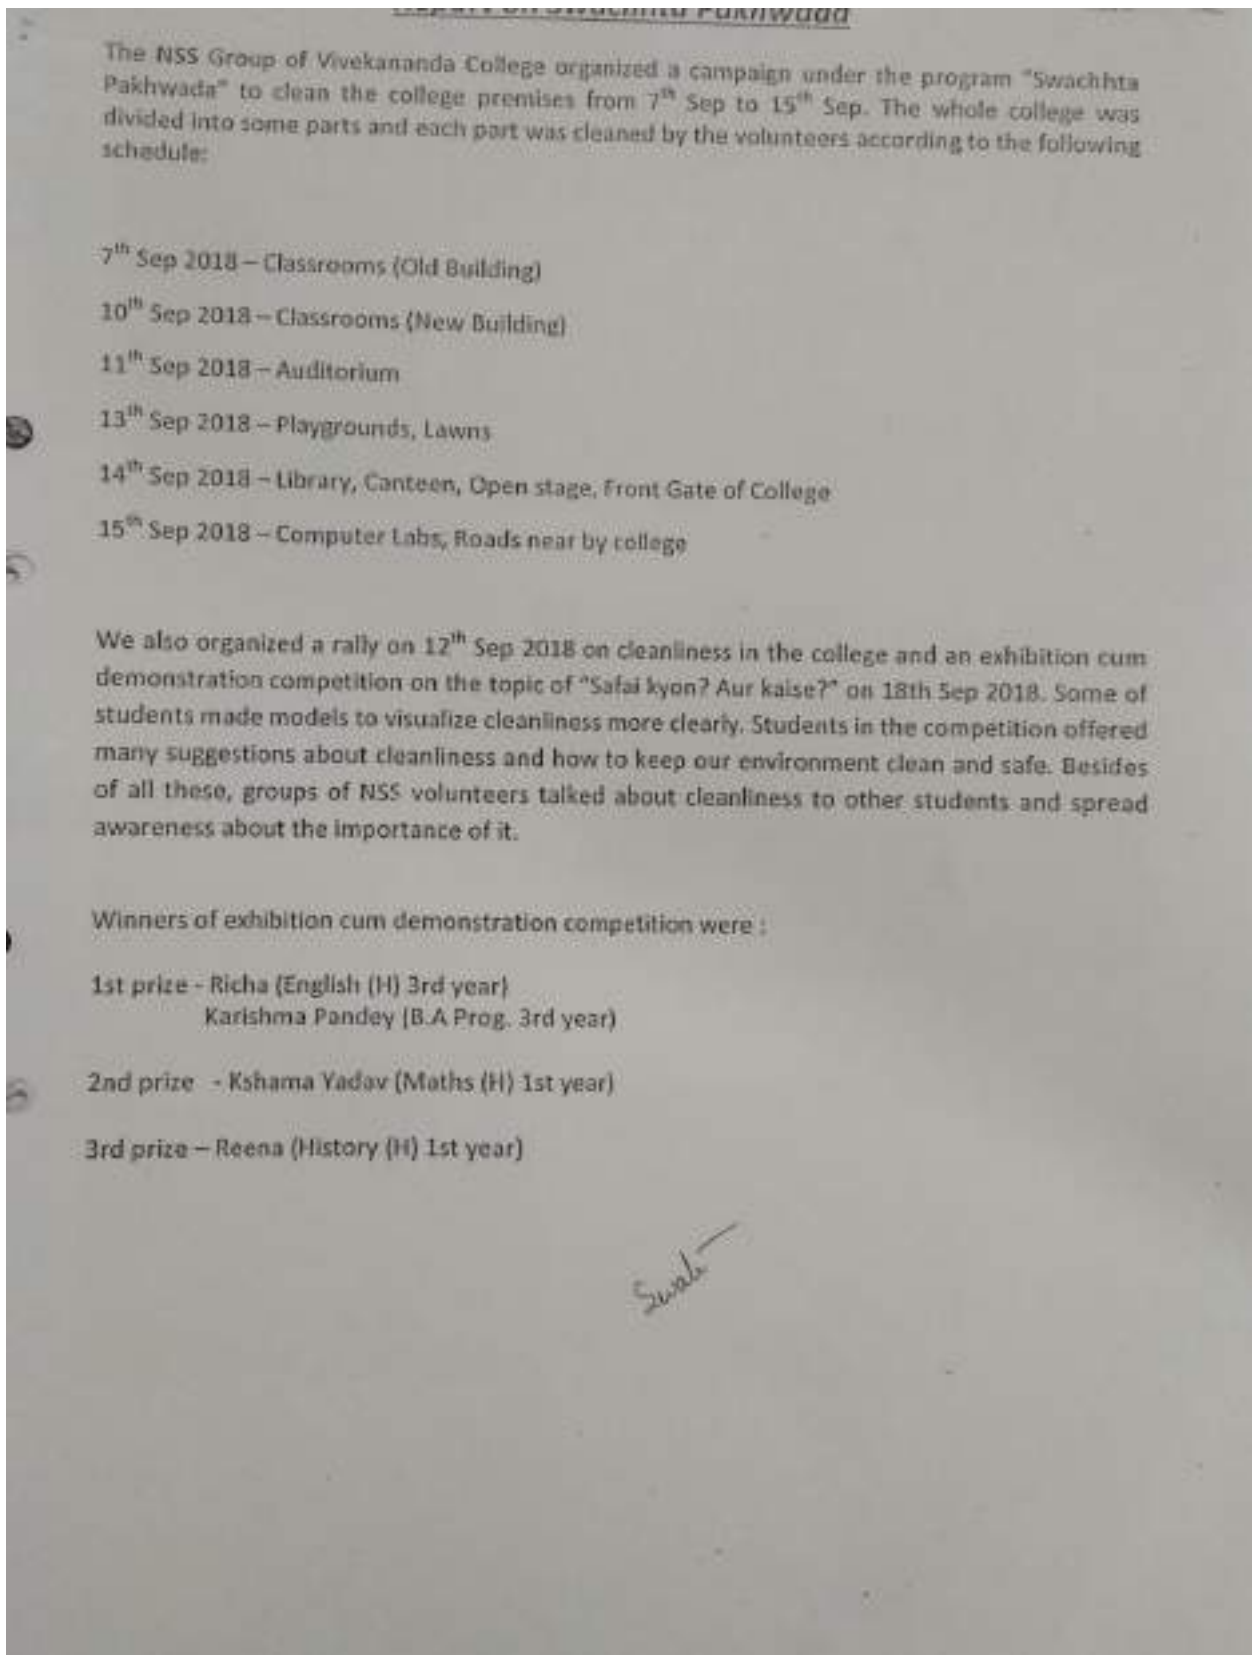 Report on Swachhta Pakhwada
The NSS Group of Vivekananda College organized a campaign under the program "Swachhta
Pakhwada" to clean the college premises from 7th Sep to 15th Sep. The whole college was
divided into some parts and each part was cleaned by the volunteers according to the following
schedule:
7th Sep 2018 – Classrooms (Old Building)
10th Sep 2018 – Classrooms (New Building)
11th Sep 2018 – Auditorium
13th Sep 2018 – Playgrounds, Lawns
14th Sep 2018 – Library, Canteen, Open stage, Front Gate of College
15th Sep 2018 – Computer Labs, Roads near by college
We also organized a rally on 12th Sep 2018 on cleanliness in the college and an exhibition cum
demonstration competition on the topic of "Safai kyon? Aur kaise?" on 18th Sep 2018. Some of
students made models to visualize cleanliness more clearly. Students in the competition offered
many suggestions about cleanliness and how to keep our environment clean and safe. Besides
of all these, groups of NSS volunteers talked about cleanliness to other students and spread
awareness about the importance of it.
Winners of exhibition cum demonstration competition were :
1st prize - Richa (English (H) 3rd year)
Karishma Pandey (B.A Prog. 3rd year)
2nd prize - Kshama Yadav (Maths (H) 1st year)
3rd prize – Reena (History (H) 1st year)